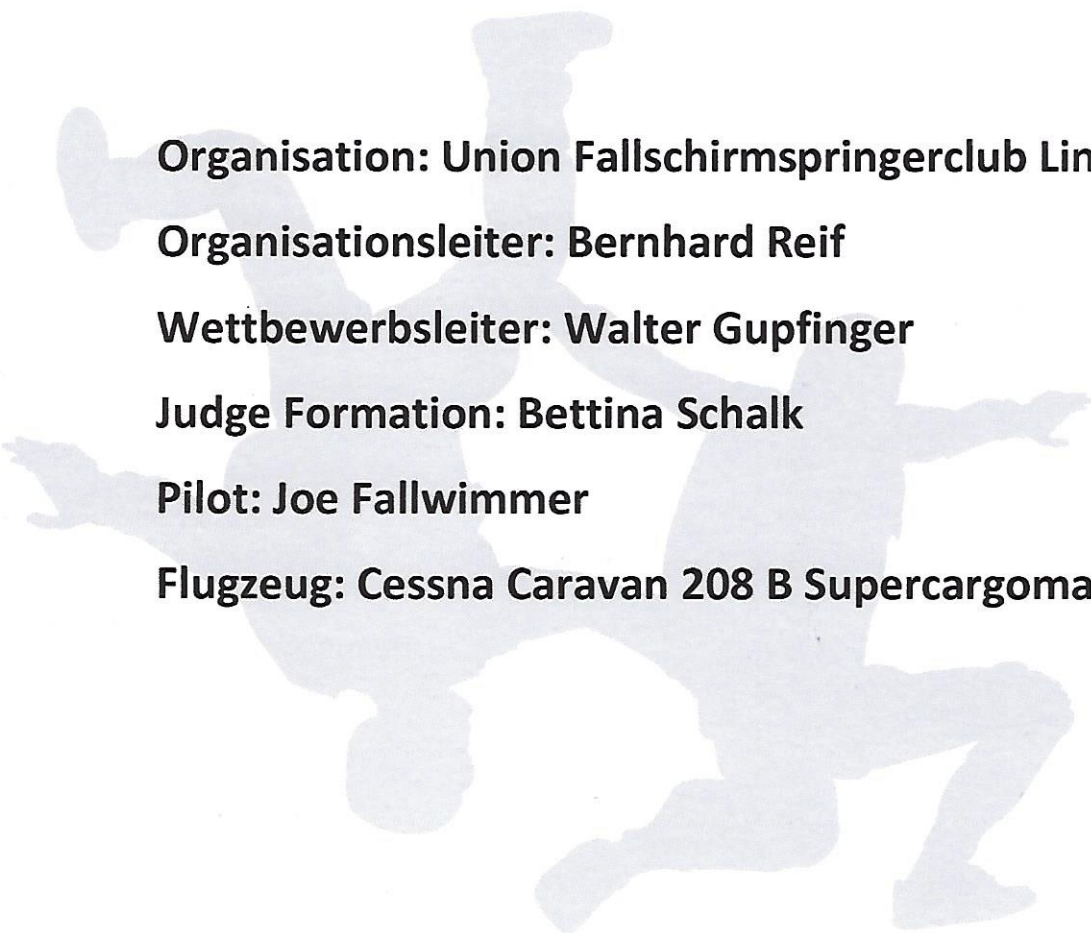 Organisation: Union Fallschirmspringerclub Lin
Organisationsleiter: Bernhard Reif
Wettbewerbsleiter: Walter Gupfinger
Judge Formation: Bettina Schalk
Pilot: Joe Fallwimmer
Flugzeug: Cessna Caravan 208 B Supercargoma